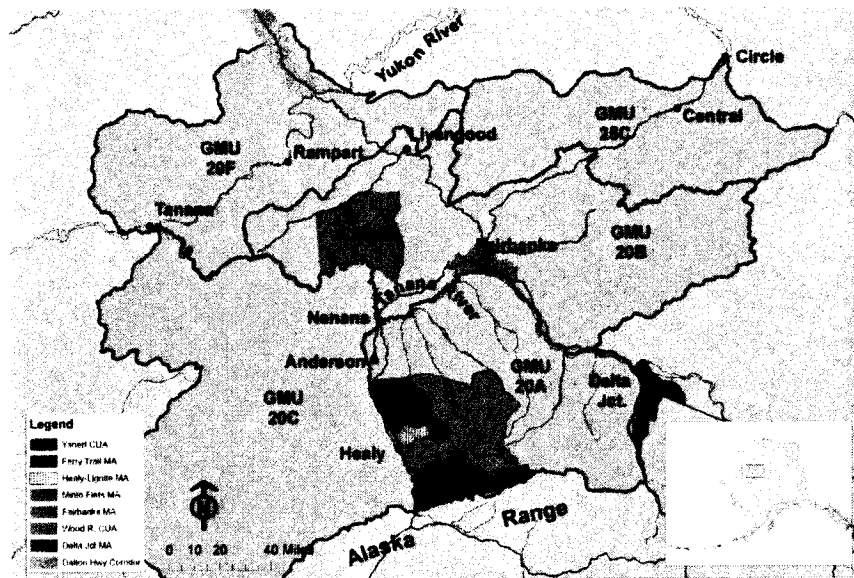 Yukon River
Circle
GMU
25C
Central
Livengood
GMU
20F
Rampart
Tanana
Fairbanks
GMU
20B
Tanana River
Nenana
Anderson
GMU
20A
Delta
Jct.
GMU
20C
Healy
Legend
Yanert CUA
Ferry Trail MA
Healy-Lignite MA
Minto Flats MA
Fairbanks MA
Wood R. CUA
Delta Jct MA
Dalton Hwy Corridor
N
0 10 20 40 Miles
Alaska Range